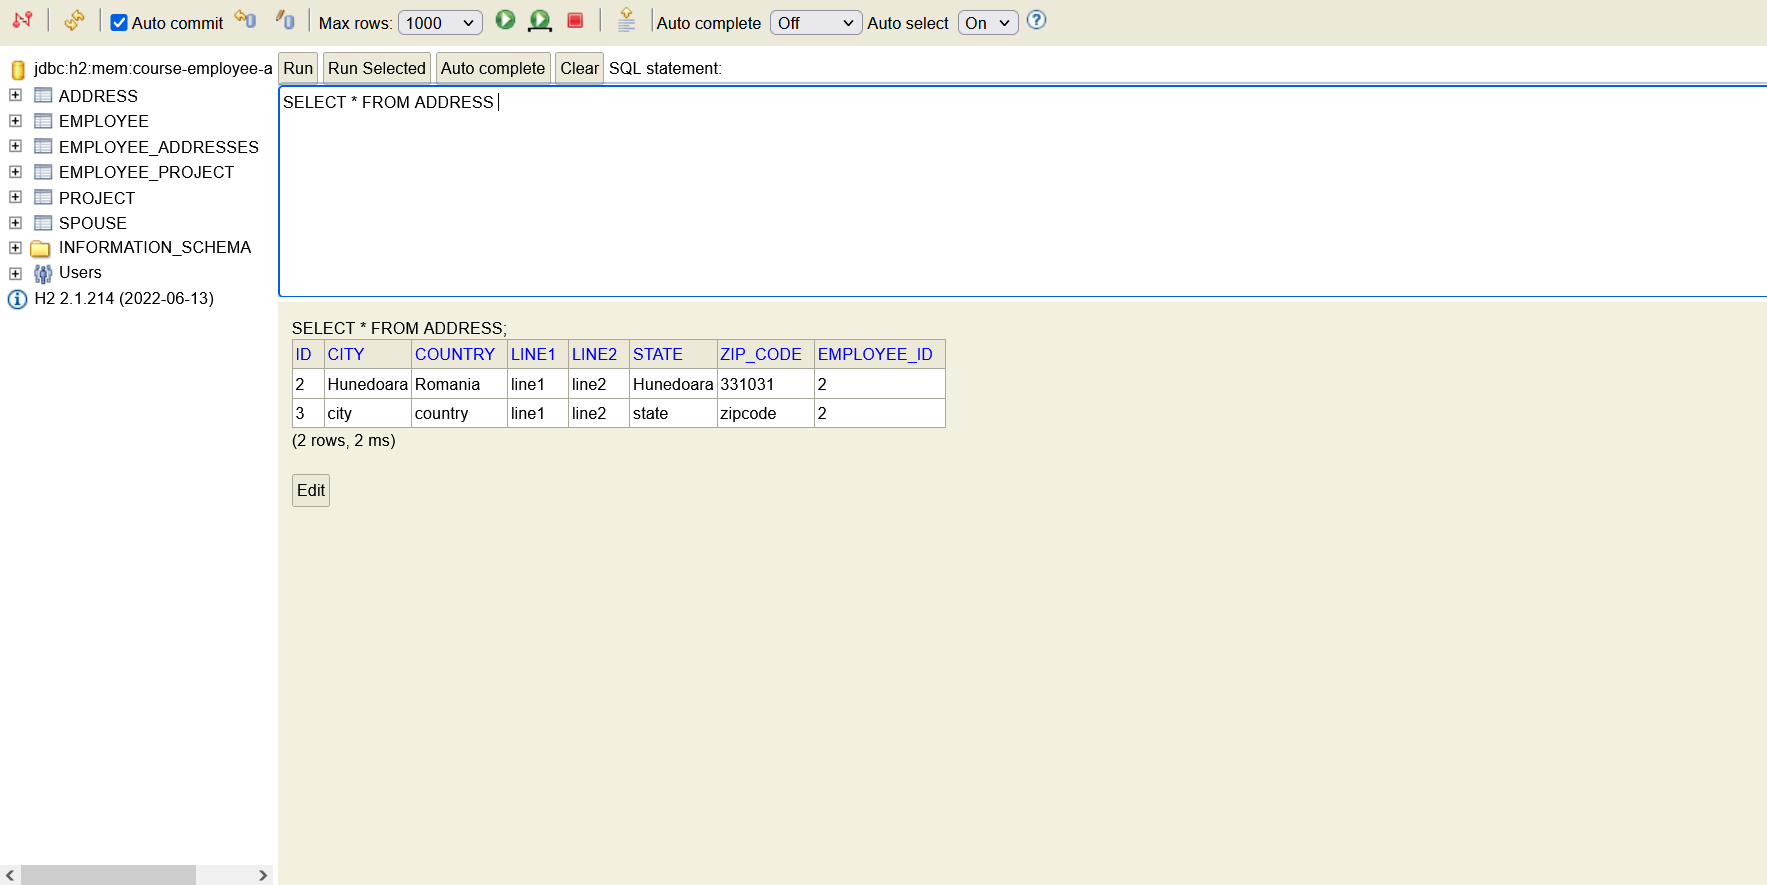 Auto commit Max rows: 1000 Auto complete Off Auto select On
jdbc:h2:mem:course-employee-a
ADDRESS
EMPLOYEE
EMPLOYEE_ADDRESSES
EMPLOYEE_PROJECT
PROJECT
SPOUSE
INFORMATION_SCHEMA
Users
H2 2.1.214 (2022-06-13)
Run Run Selected Auto complete Clear SQL statement:
SELECT * FROM ADDRESS
SELECT * FROM ADDRESS;
ID CITY COUNTRY LINE1 LINE2 STATE ZIP_CODE EMPLOYEE_ID
2 Hunedoara Romania line1 line2 Hunedoara 331031 2
3 city country line1 line2 state zipcode 2
(2 rows, 2 ms)
Edit